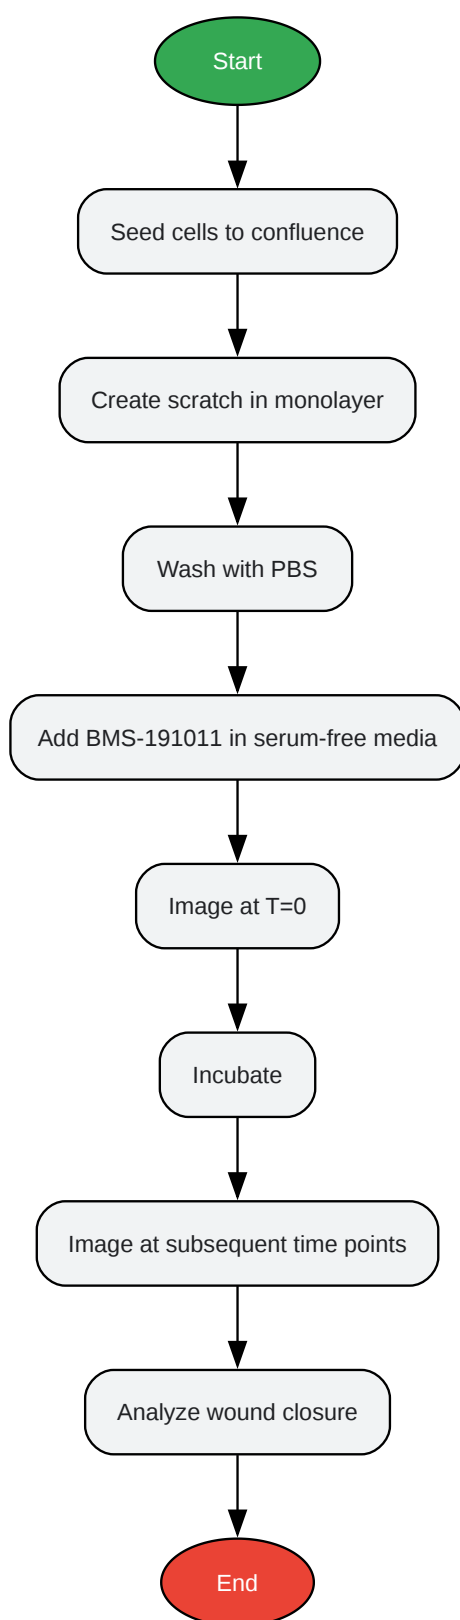 Start
Seed cells to confluence
Create scratch in monolayer
Wash with PBS
Add BMS-191011 in serum-free media
Image at T=0
Incubate
Image at subsequent time points
Analyze wound closure
End